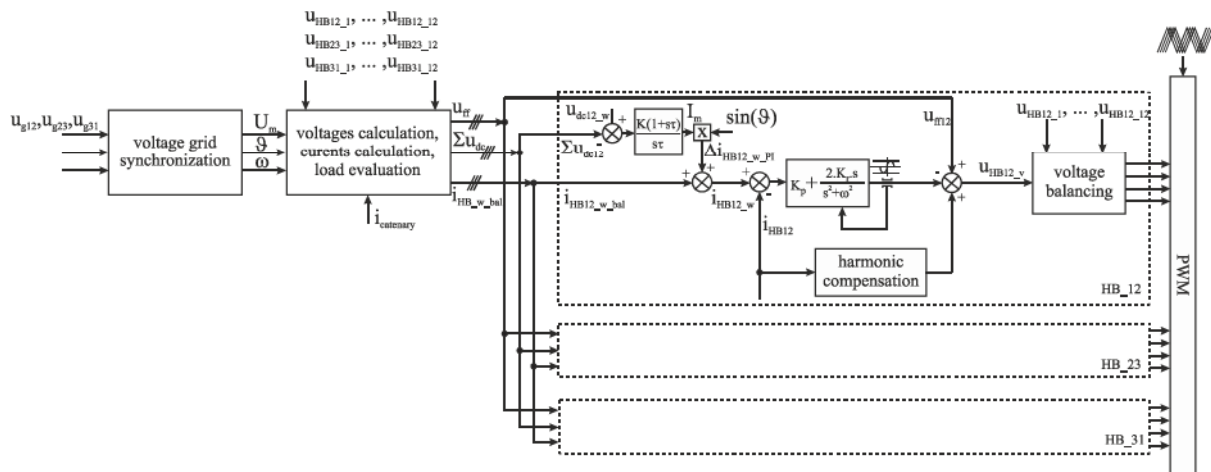 u_HB12_1, ... ,u_HB12_12
u_HB23_1, ... ,u_HB23_12
u_HB31_1, ... ,u_HB31_12
u_g12,u_g23,u_g31
voltage grid
synchronization
U_m
ϑ
ω
voltages calculation,
curents calculation,
load evaluation
i_catenary
u_ff
Σu_dc
i_HB_w_bal
u_dc12_w
+
-
Σu_dc12
K(1+sτ)
sτ
I_m
X
sin(ϑ)
Δi_HB12_w_PI
+
+
i_HB12_w_bal
i_HB12_w
+
-
i_HB12
K_p+ 2.K_r s
s²+ω²
harmonic
compensation
u_ff12
+
-
+
u_HB12_v
u_HB12_1, ... ,u_HB12_12
voltage
balancing
HB_12
HB_23
HB_31
PWM